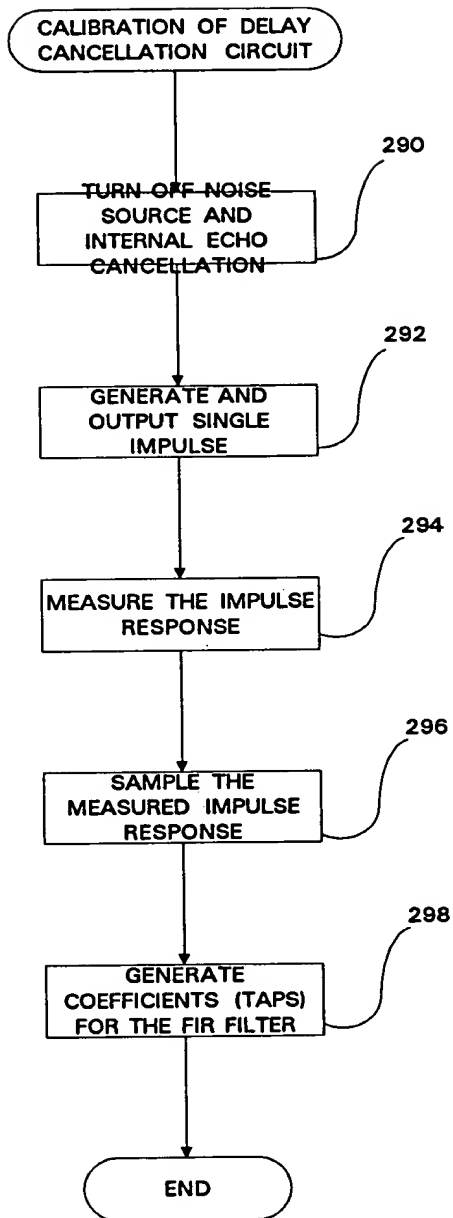 CALIBRATION OF DELAY
CANCELLATION CIRCUIT
290
TURN OFF NOISE
SOURCE AND
INTERNAL ECHO
CANCELLATION
292
GENERATE AND
OUTPUT SINGLE
IMPULSE
294
MEASURE THE IMPULSE
RESPONSE
296
SAMPLE THE
MEASURED IMPULSE
RESPONSE
298
GENERATE
COEFFICIENTS (TAPS)
FOR THE FIR FILTER
END